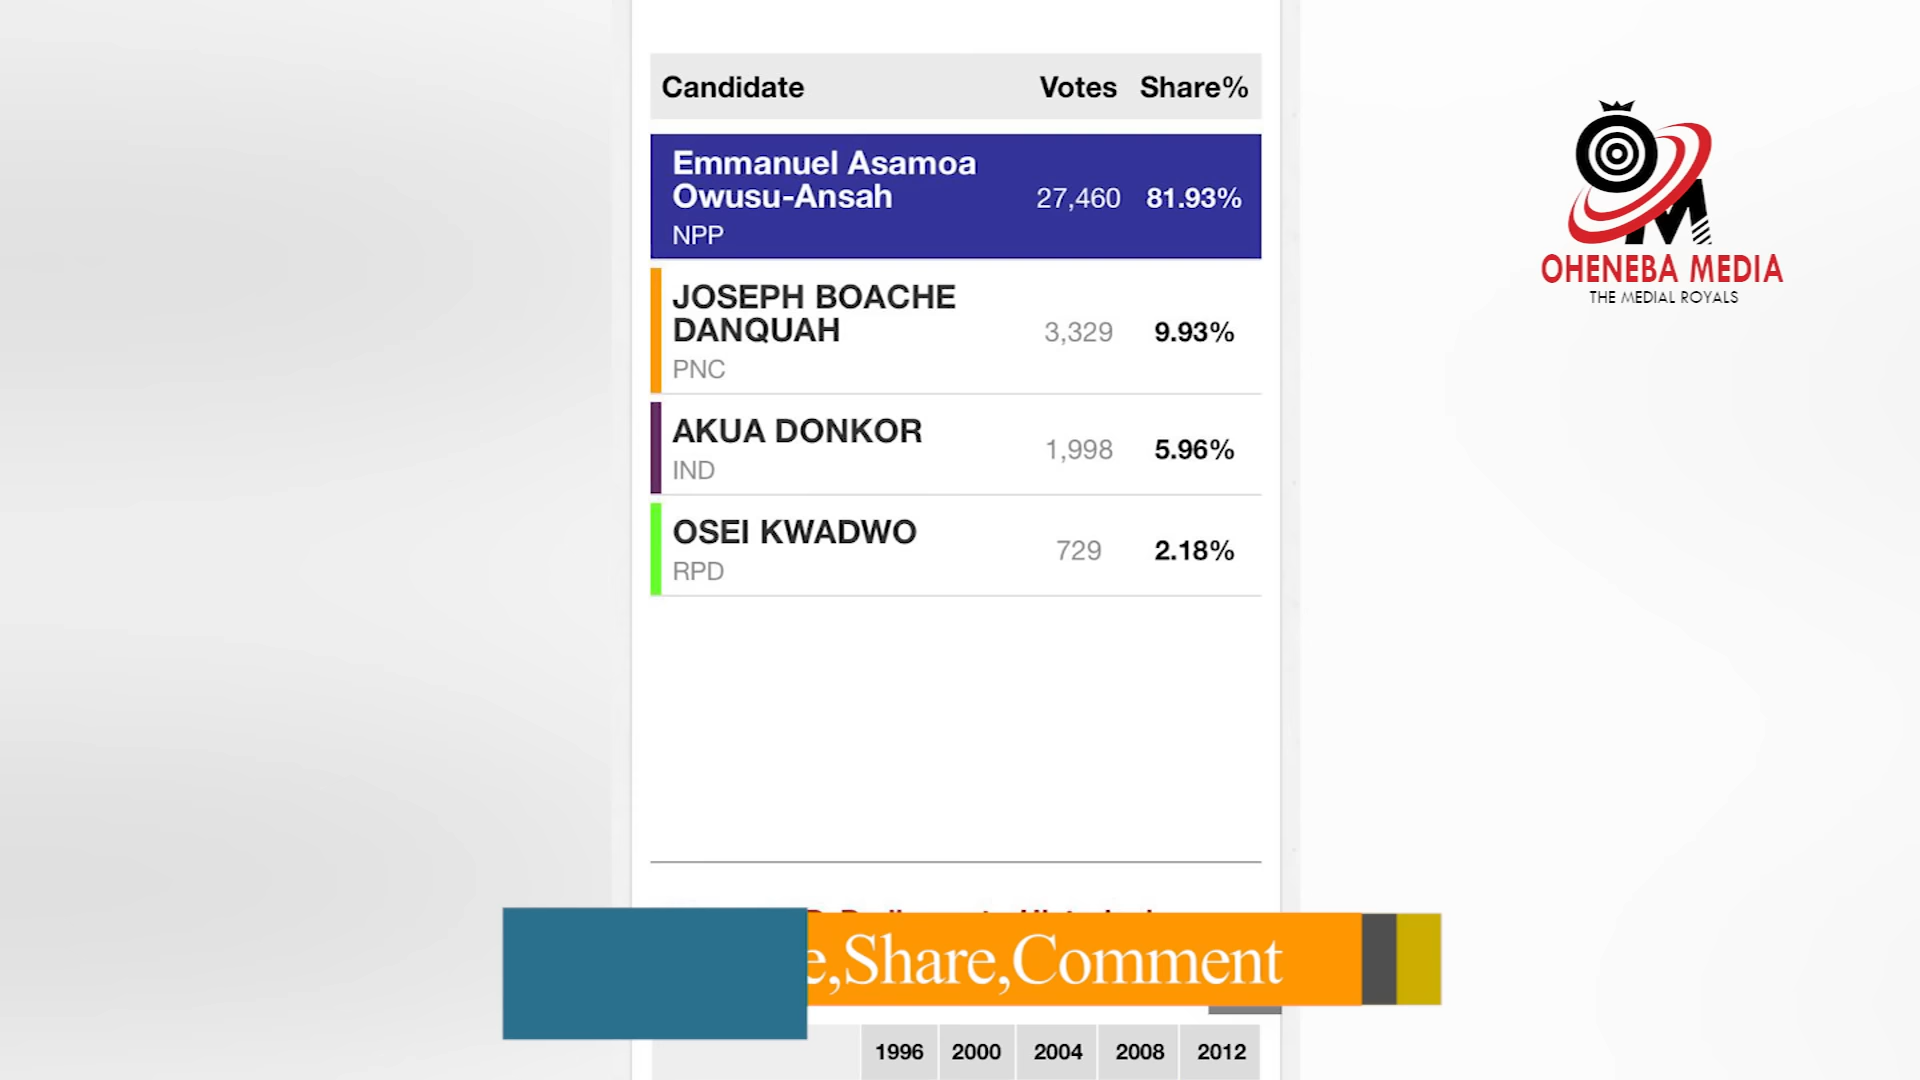 Candidate Votes Share%
Emmanuel Asamoa
Owusu-Ansah
27,460 81.93%
NPP
JOSEPH BOACHE
DANQUAH
3,329 9.93%
PNC
AKUA DONKOR
1,998 5.96%
IND
OSEI KWADWO
729 2.18%
RPD
M
OHENEBA MEDIA
THE MEDIAL ROYALS
e,Share,Comment
1996 2000 2004 2008 2012